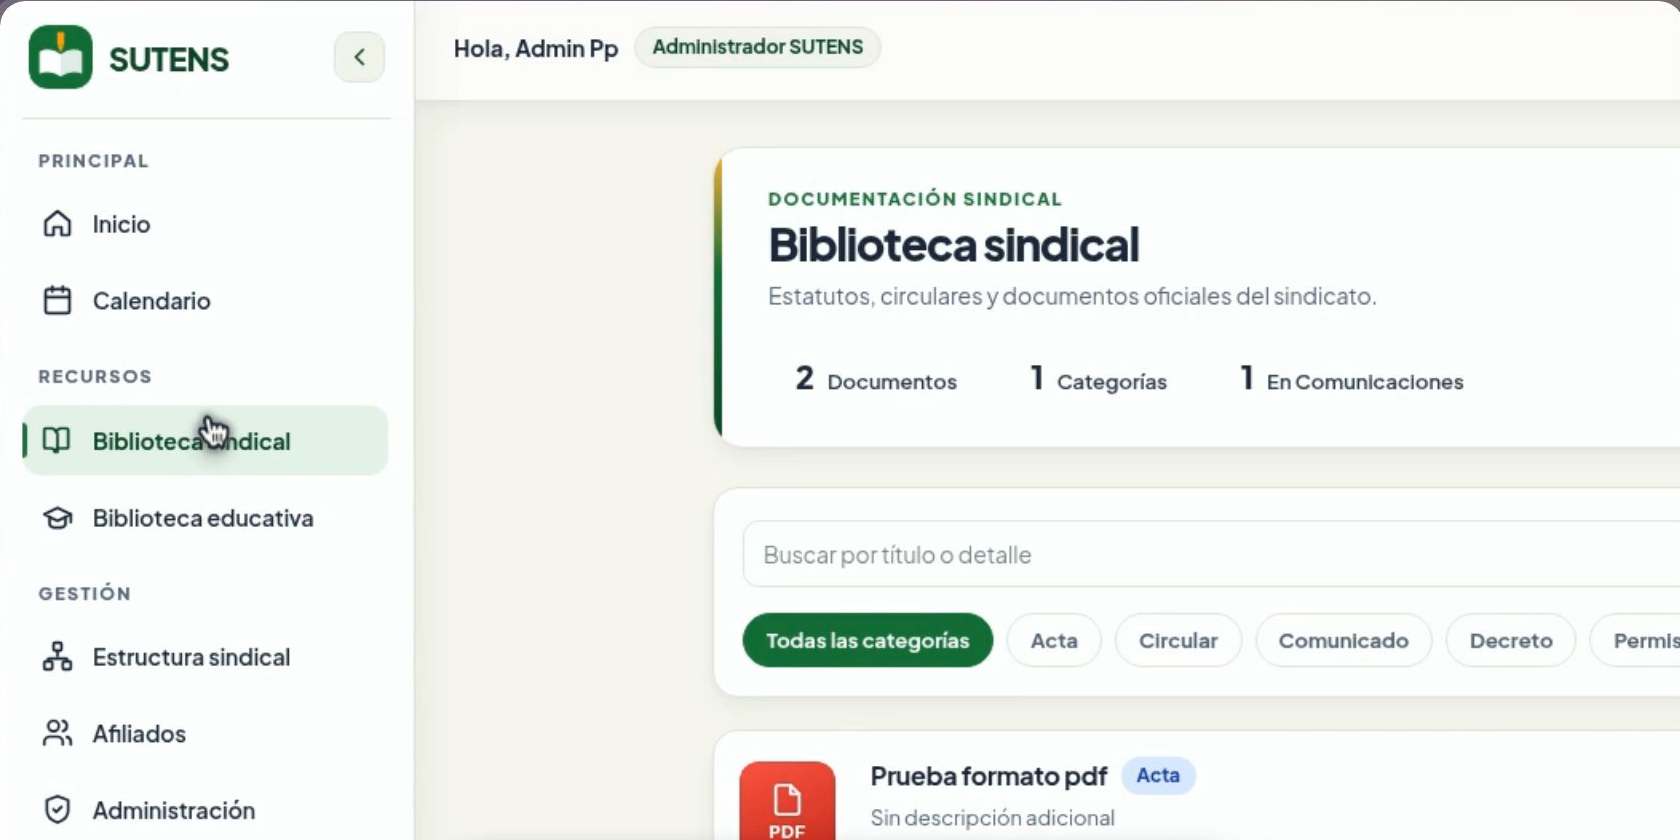 SUTENS
Hola, Admin Pp
Administrador SUTENS
PRINCIPAL
Inicio
Calendario
RECURSOS
Biblioteca sindical
Biblioteca educativa
GESTIÓN
Estructura sindical
Afiliados
Administración
DOCUMENTACIÓN SINDICAL
Biblioteca sindical
Estatutos, circulares y documentos oficiales del sindicato.
2 Documentos
1 Categorías
1 En Comunicaciones
Buscar por título o detalle
Todas las categorías
Acta
Circular
Comunicado
Decreto
Permis
PDF
Prueba formato pdf
Acta
Sin descripción adicional